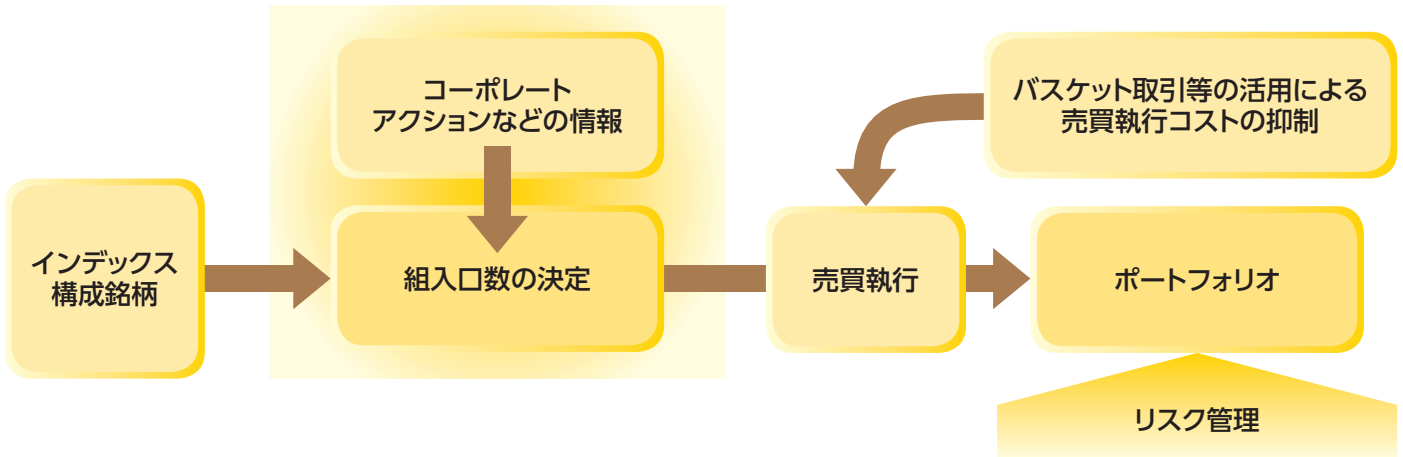 コーポレート
アクションなどの情報
バスケット取引等の活用による
売買執行コストの抑制
インデックス
構成銘柄
組入口数の決定
売買執行
ポートフォリオ
リスク管理